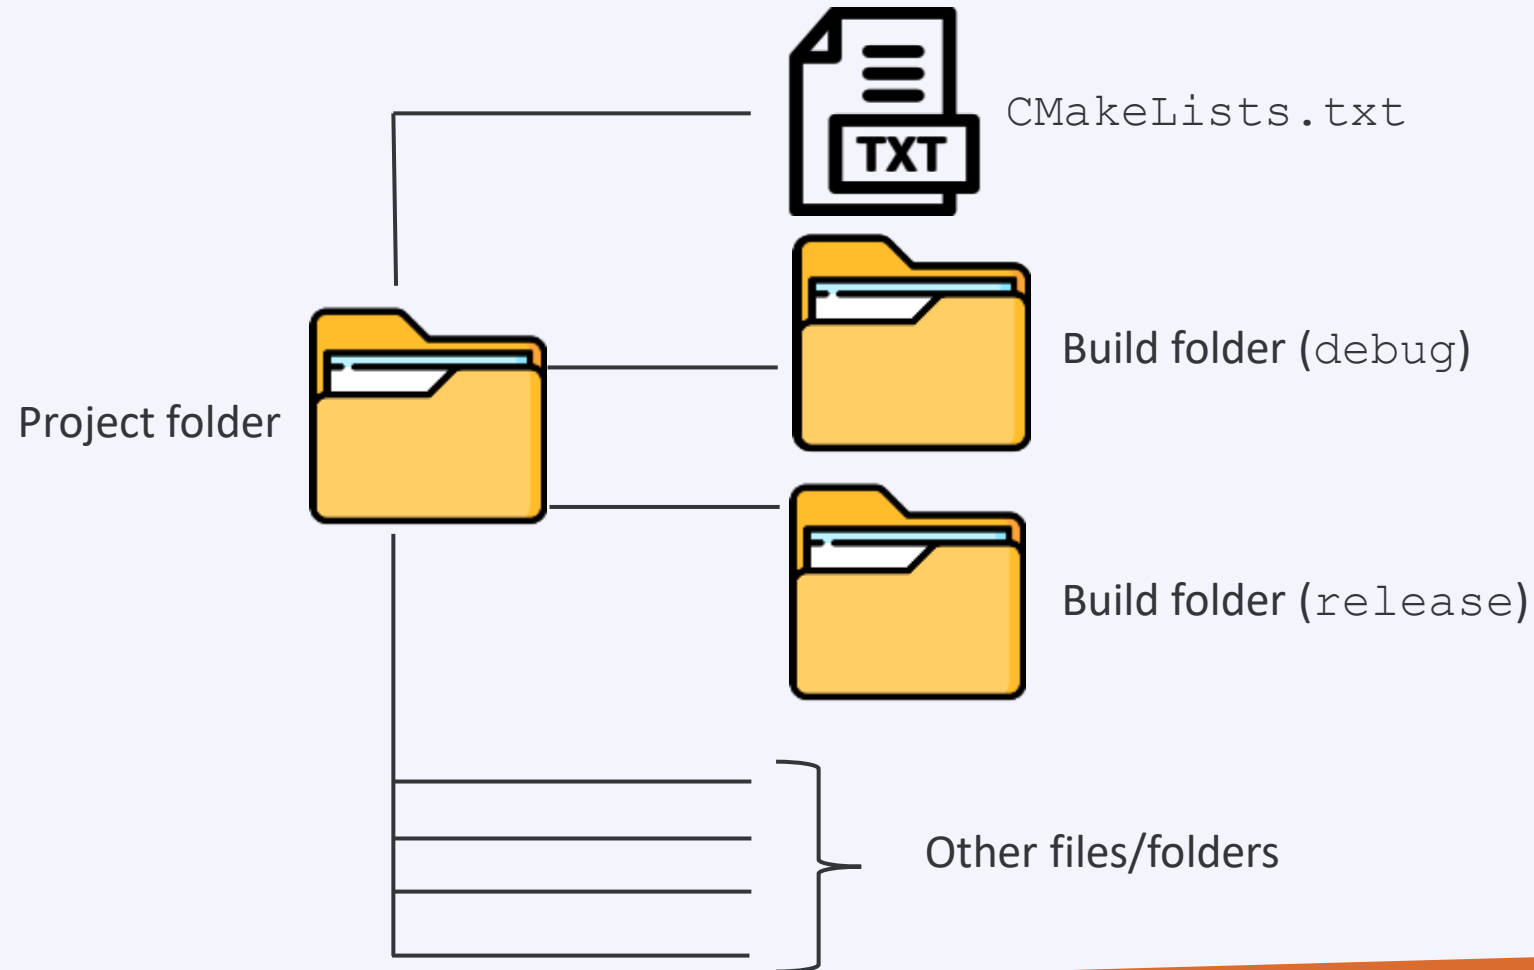 CMakeLists.txt
TXT
Build folder (debug)
Project folder
Build folder (release)
Other files/folders